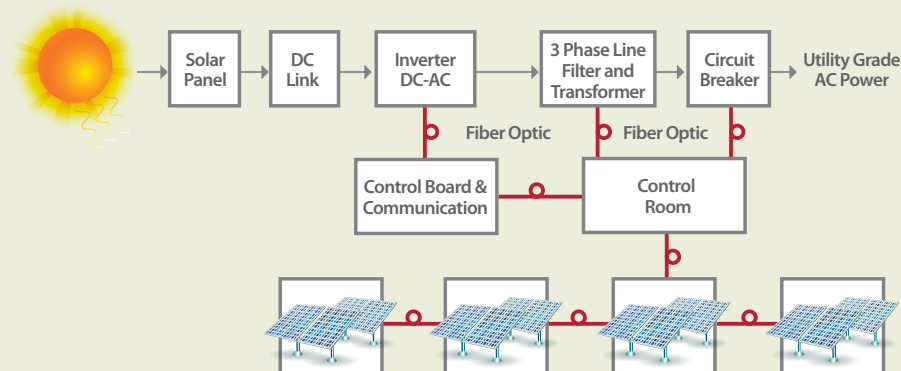 Solar
Panel
DC
Link
Inverter
DC-AC
3 Phase Line
Filter and
Transformer
Circuit
Breaker
Utility Grade
AC Power
Fiber Optic
Fiber Optic
Control Board &
Communication
Control
Room